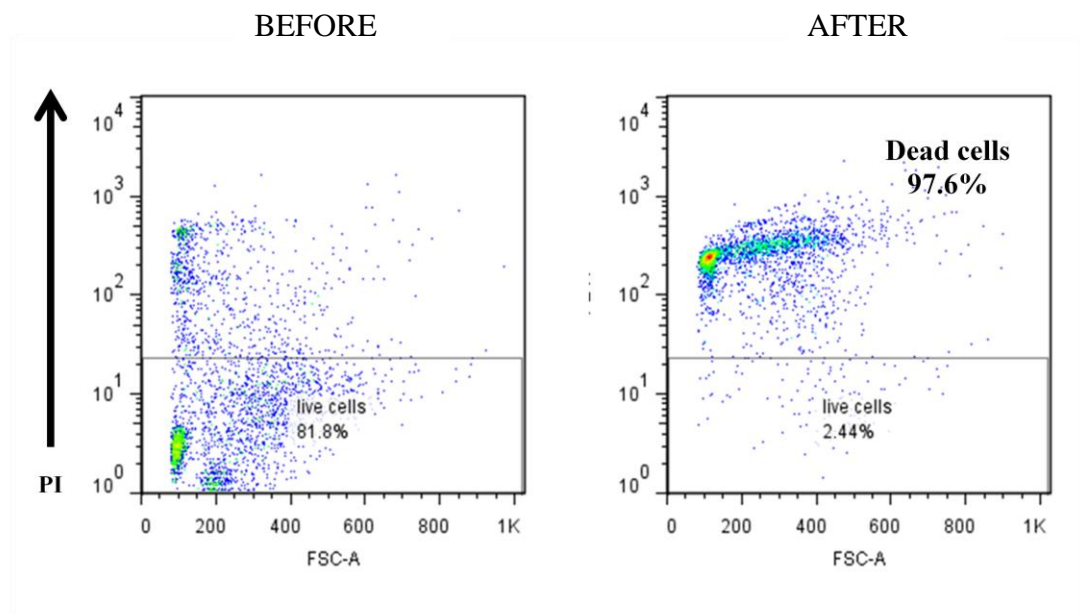 BEFORE
AFTER
10^4
10^3
10^2
10^1
10^0
PI
live cells
81.8%
0 200 400 600 800 1K
FSC-A
10^4
10^3
10^2
10^1
10^0
Dead cells
97.6%
live cells
2.44%
0 200 400 600 800 1K
FSC-A